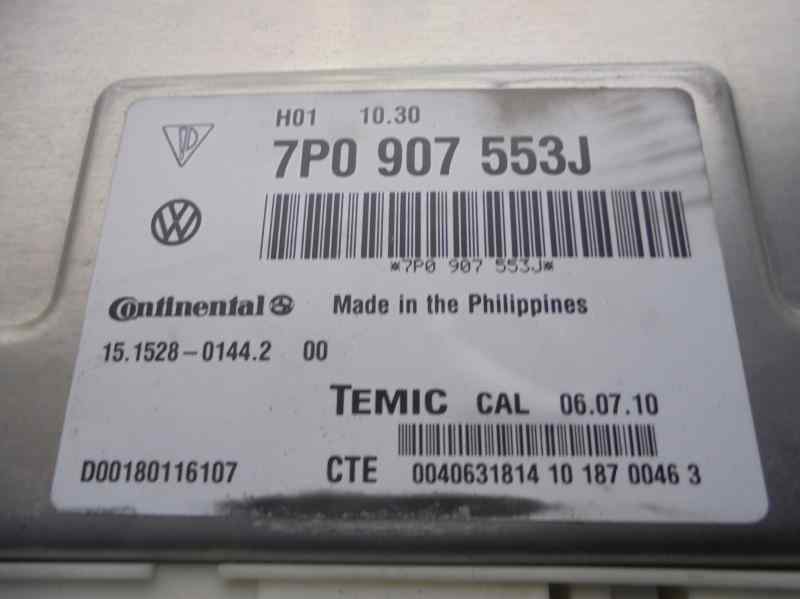 H01 10.30
7P0 907 553J
*7P0 907 553J*
Continental Made in the Philippines
15.1528-0144.2 00
TEMIC CAL 06.07.10
D00180116107 CTE 0040631814 10 187 0046 3